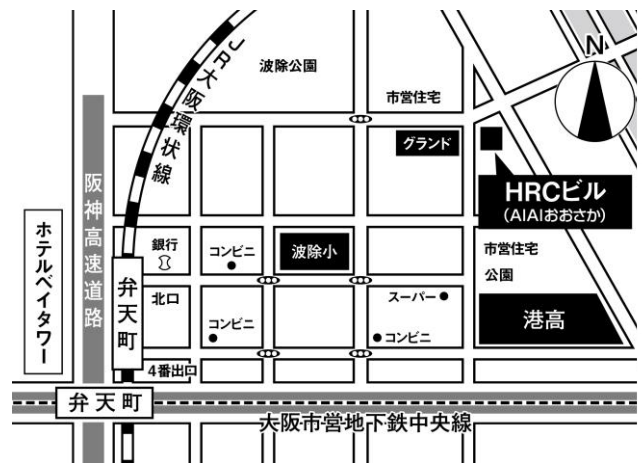 N
JR大阪環状線
波除公園
市営住宅
グランド
HRCビル
(AIAIおおさか)
阪神高速道路
ホテルベイタワー
銀行
コンビニ
波除小
市営住宅
公園
弁天町
北口
スーパー
港高
コンビニ
コンビニ
4番出口
弁天町
大阪市営地下鉄中央線